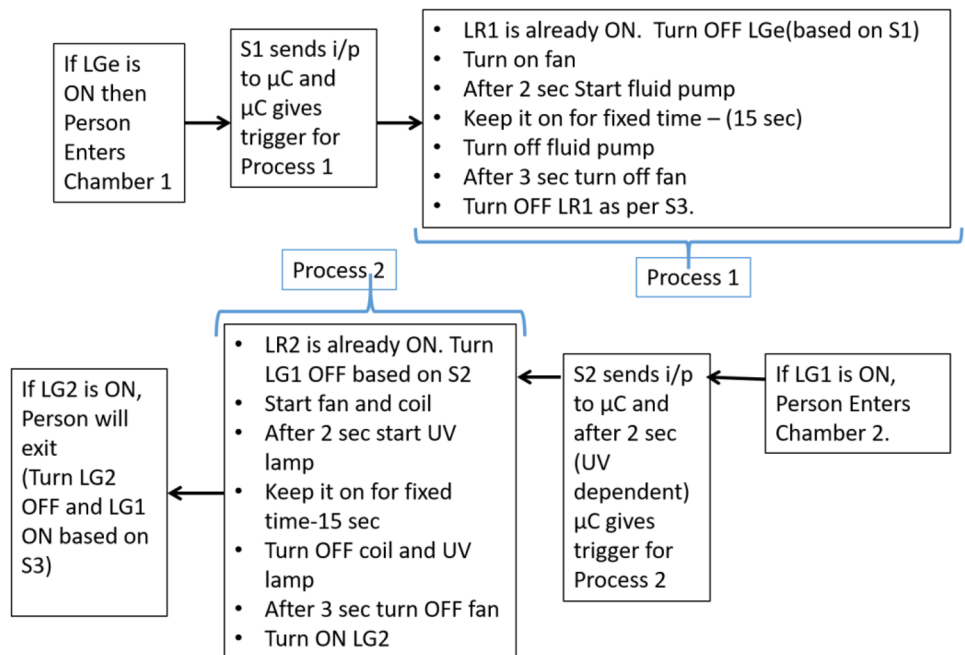 If LGe is
ON then
Person
Enters
Chamber 1
S1 sends i/p
to µC and
µC gives
trigger for
Process 1
• LR1 is already ON.  Turn OFF LGe(based on S1)
• Turn on fan
• After 2 sec Start fluid pump
• Keep it on for fixed time – (15 sec)
• Turn off fluid pump
• After 3 sec turn off fan
• Turn OFF LR1 as per S3.
Process 1
If LG1 is ON,
Person Enters
Chamber 2.
S2 sends i/p
to µC and
after 2 sec
(UV
dependent)
µC gives
trigger for
Process 2
Process 2
• LR2 is already ON. Turn
LG1 OFF based on S2
• Start fan and coil
• After 2 sec start UV
lamp
• Keep it on for fixed
time-15 sec
• Turn OFF coil and UV
lamp
• After 3 sec turn OFF fan
• Turn ON LG2
If LG2 is ON,
Person will
exit
(Turn LG2
OFF and LG1
ON based on
S3)